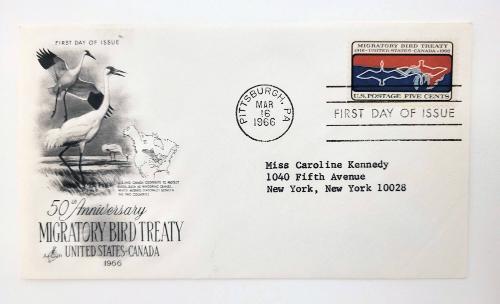 FIRST DAY OF ISSUE
50th Anniversary
MIGRATORY BIRD TREATY
UNITED STATES-CANADA
1966
PITTSBURGH, PA
MAR
16
1966
MIGRATORY BIRD TREATY
1916·UNITED STATES·CANADA·1966
U.S. POSTAGE FIVE CENTS
FIRST DAY OF ISSUE
Miss Caroline Kennedy
1040 Fifth Avenue
New York, New York 10028